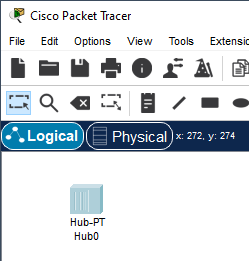 Cisco Packet Tracer
File Edit Options View Tools Extensio
Logical Physical x: 272, y: 274
Hub-PT
Hub0